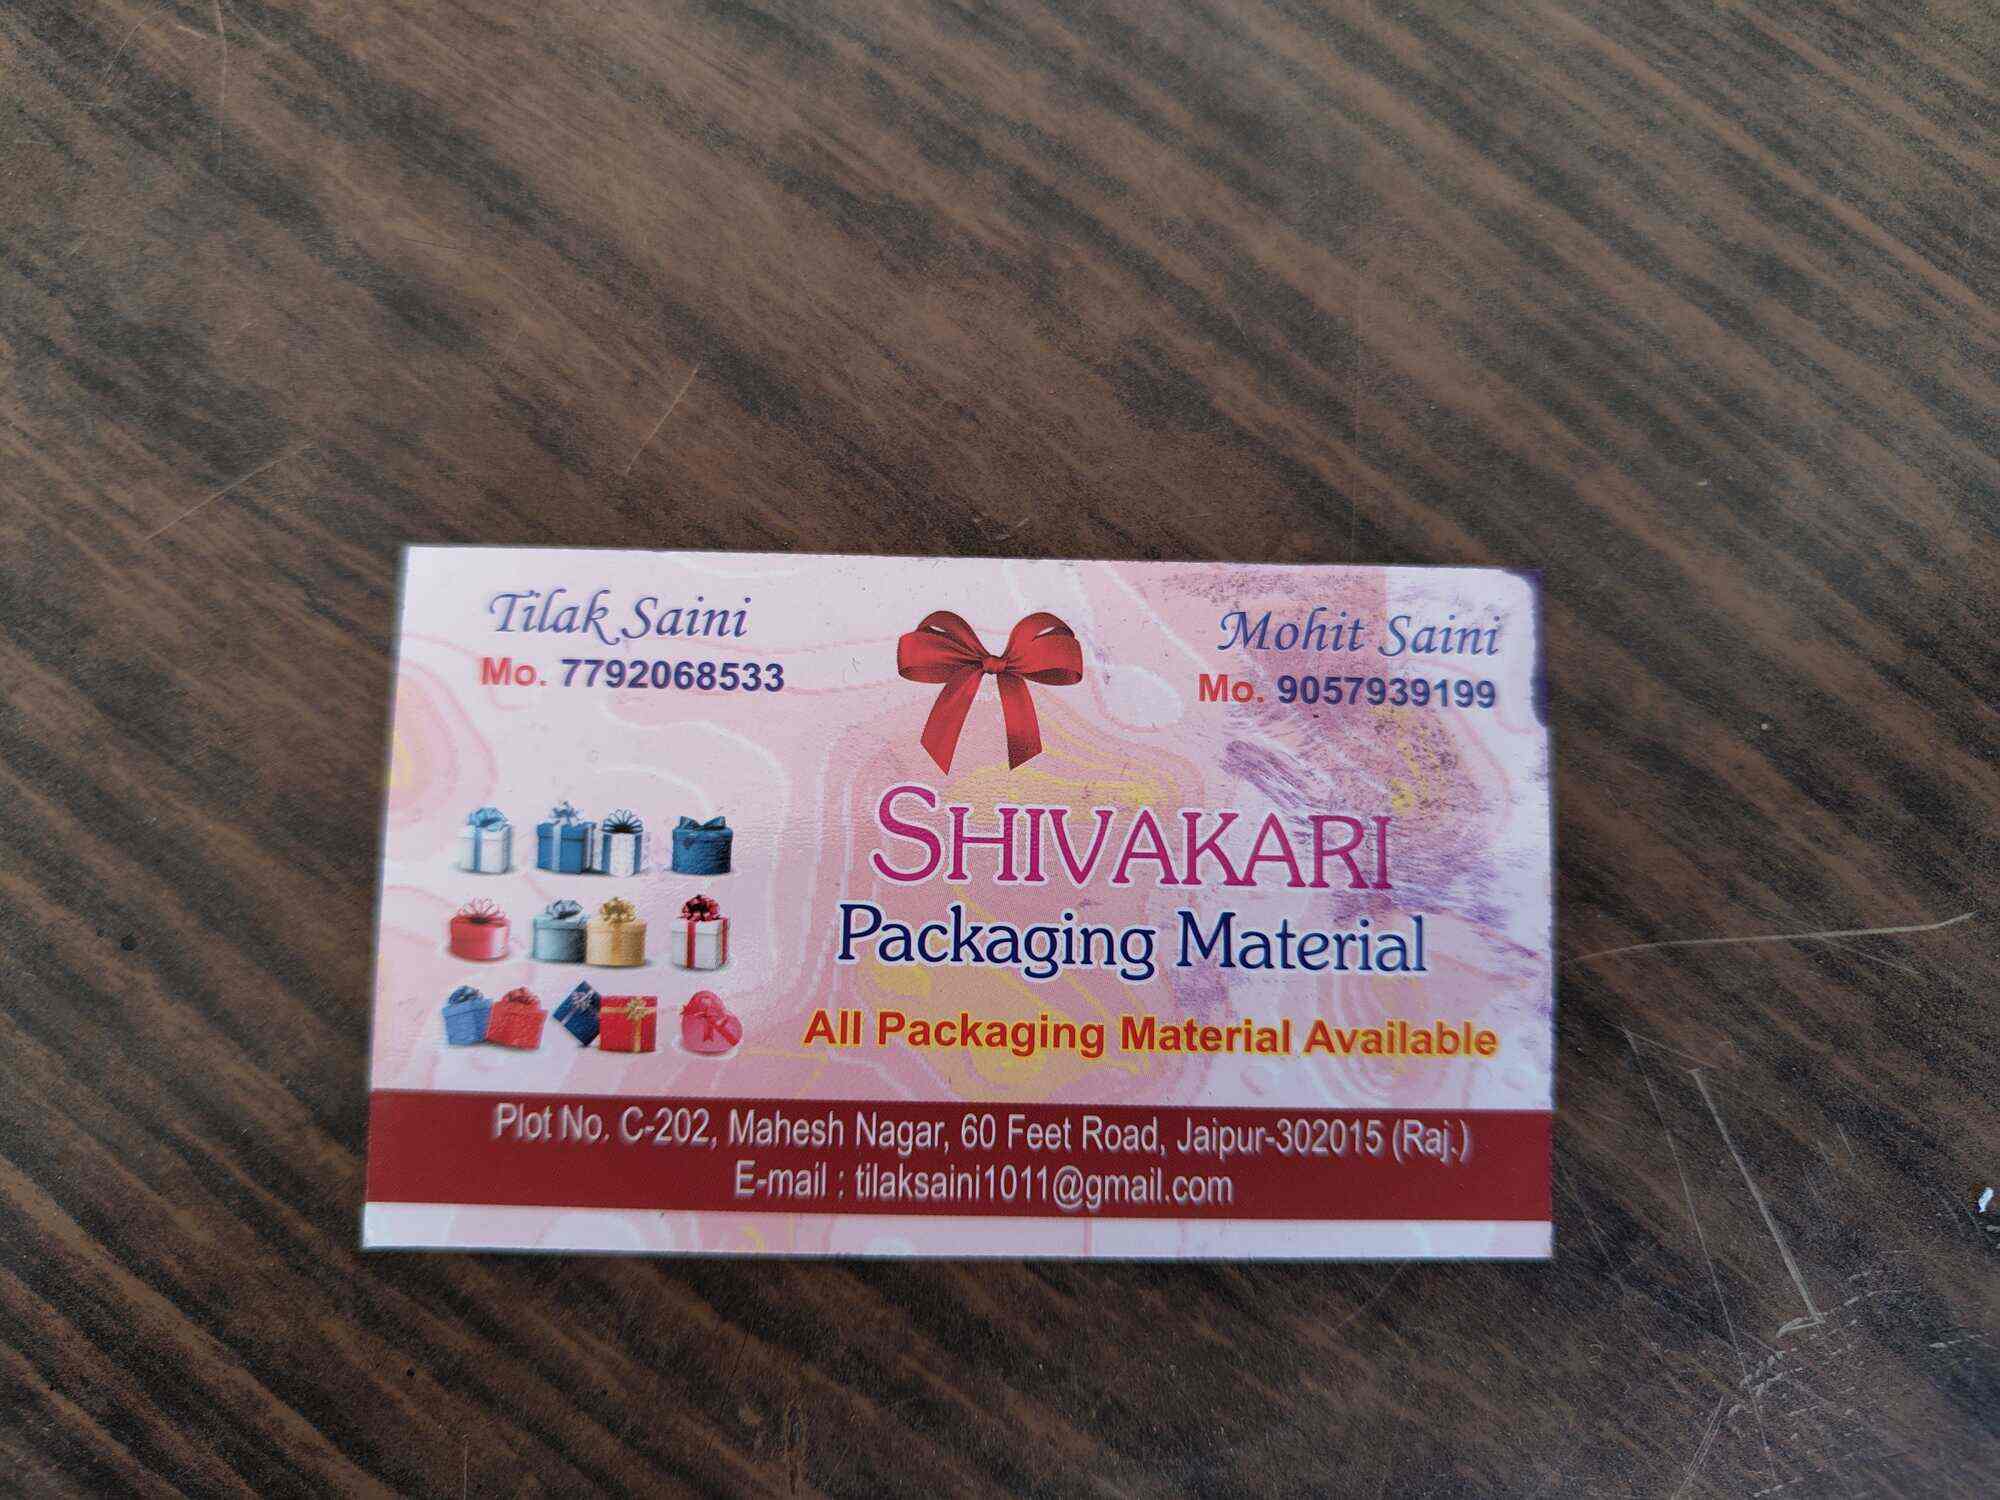 Tilak Saini
Mo. 7792068533
Mohit Saini
Mo. 9057939199
SHIVAKARI
Packaging Material
All Packaging Material Available
Plot No. C-202, Mahesh Nagar, 60 Feet Road, Jaipur-302015 (Raj.)
E-mail : tilaksaini1011@gmail.com